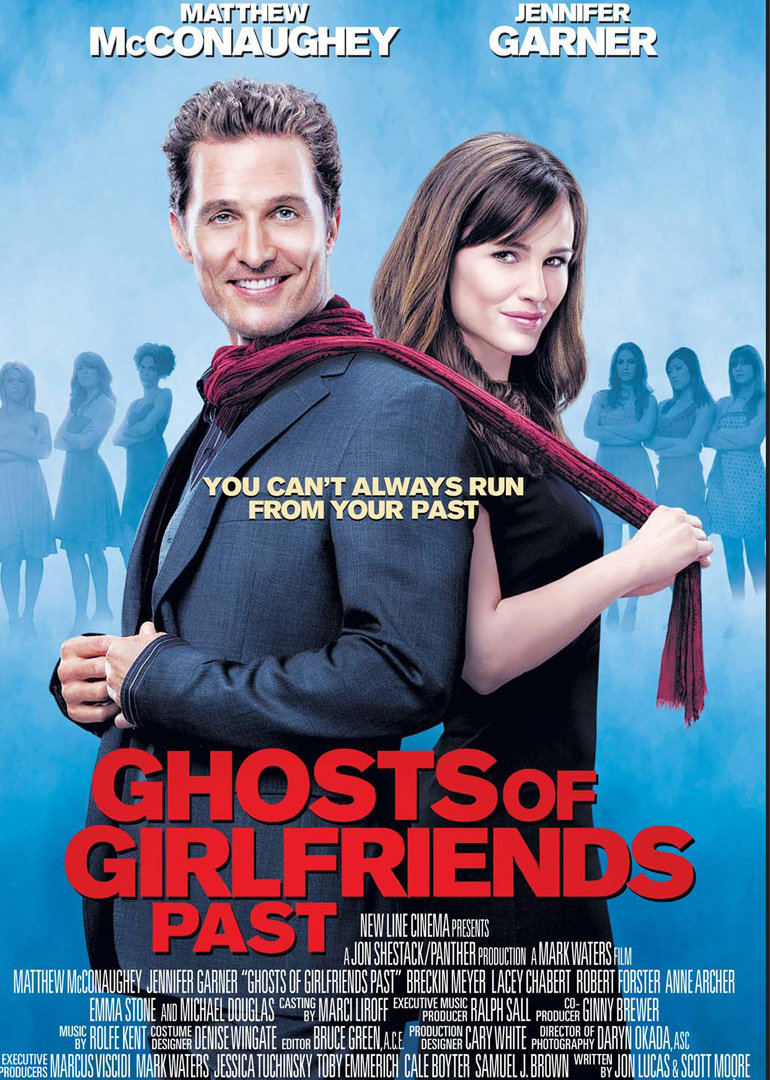 MATTHEW JENNIFER
McCONAUGHEY GARNER
YOU CAN'T ALWAYS RUN
FROM YOUR PAST
GHOSTS OF
GIRLFRIENDS
PAST
NEW LINE CINEMA PRESENTS
A JON SHESTACK/PANTHER PRODUCTION A MARK WATERS FILM
MATTHEW McCONAUGHEY JENNIFER GARNER "GHOSTS OF GIRLFRIENDS PAST" BRECKIN MEYER LACEY CHABERT ROBERT FORSTER ANNE ARCHER
EMMA STONE AND MICHAEL DOUGLAS CASTING BY MARCI LIROFF EXECUTIVE MUSIC PRODUCER RALPH SALL CO-PRODUCER GINNY BREWER
MUSIC BY ROLFE KENT COSTUME DESIGNER DENISE WINGATE EDITOR BRUCE GREEN, A.C.E. PRODUCTION DESIGNER CARY WHITE DIRECTOR OF PHOTOGRAPHY DARYN OKADA, ASC
EXECUTIVE PRODUCERS MARCUS VISCIDI MARK WATERS JESSICA TUCHINSKY TOBY EMMERICH CALE BOYTER SAMUEL J. BROWN WRITTEN BY JON LUCAS & SCOTT MOORE